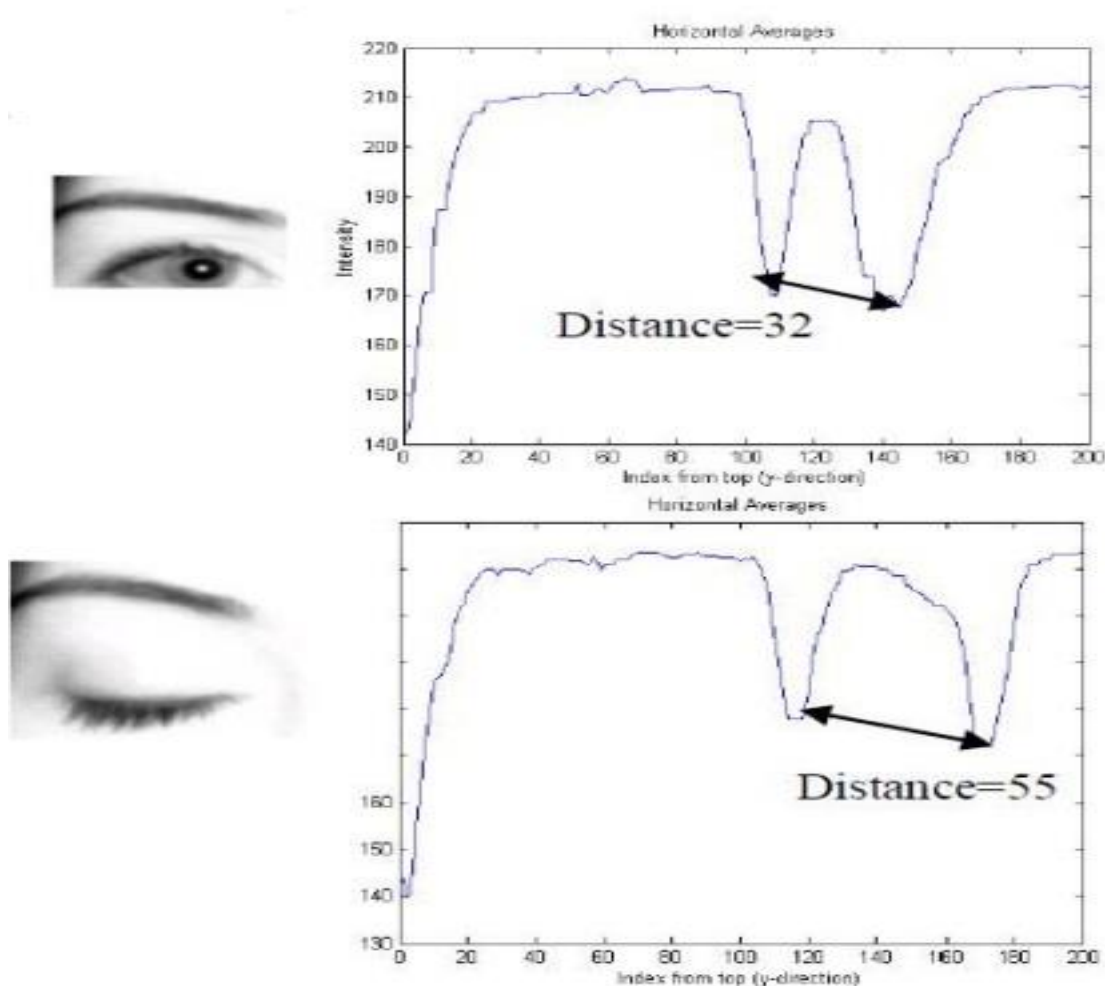 Horizontal Averages
220
210
200
190
180
170
160
150
140
Intensity
Distance=32
0 20 40 60 80 100 120 140 160 180 200
Index from top (y-direction)
Horizontal Averages
160
150
140
130
Distance=55
0 20 40 60 80 100 120 140 160 180 200
Index from top (y-direction)